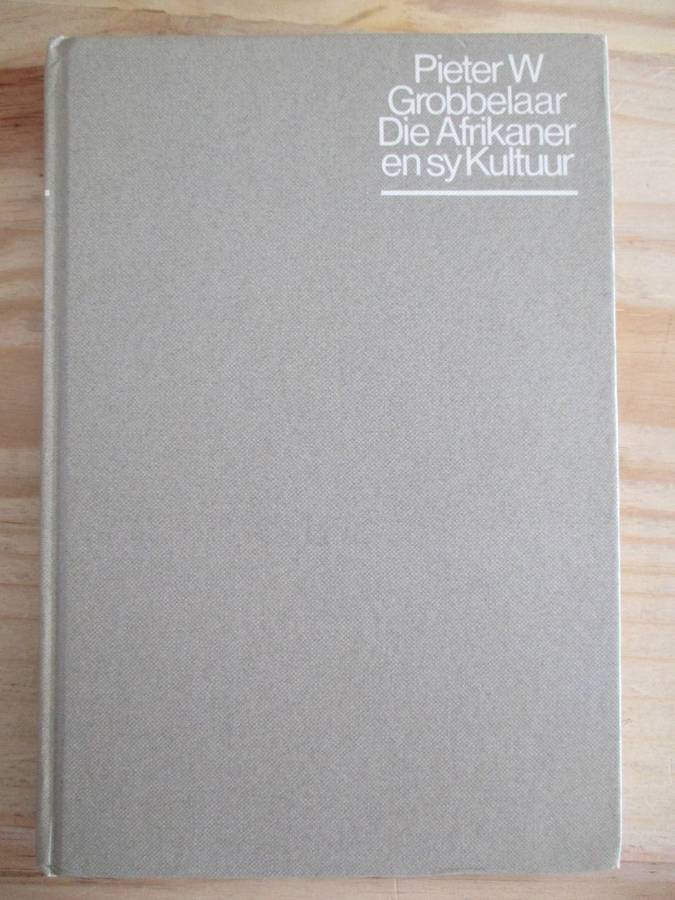 Pieter W
Grobbelaar
Die Afrikaner
en sy Kultuur